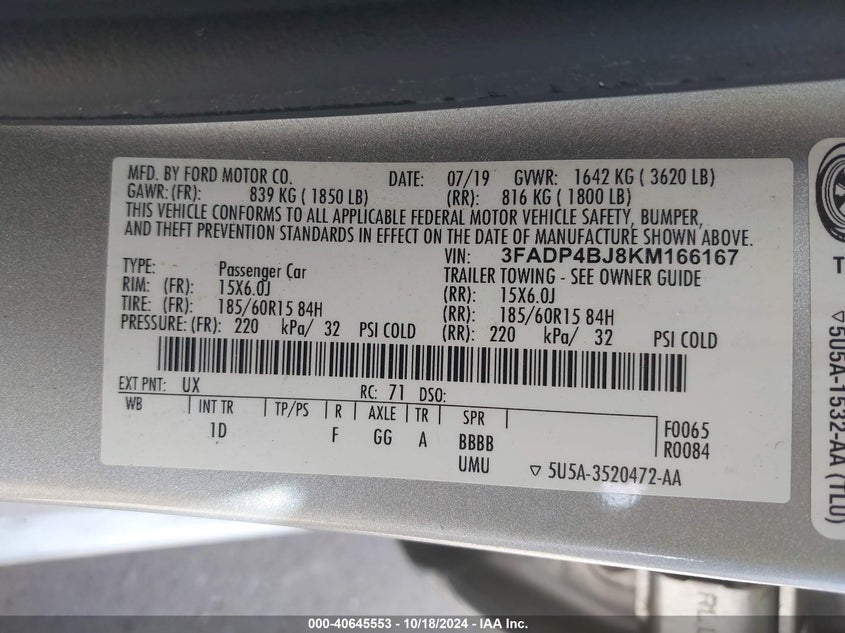 MFD. BY FORD MOTOR CO. DATE: 07/19 GVWR: 1642 KG ( 3620 LB)
GAWR: (FR): 839 KG ( 1850 LB) (RR): 816 KG ( 1800 LB)
THIS VEHICLE CONFORMS TO ALL APPLICABLE FEDERAL MOTOR VEHICLE SAFETY, BUMPER,
AND THEFT PREVENTION STANDARDS IN EFFECT ON THE DATE OF MANUFACTURE SHOWN ABOVE.
VIN: 3FADP4BJ8KM166167
TYPE: Passenger Car TRAILER TOWING - SEE OWNER GUIDE
RIM: (FR): 15X6.0J (RR): 15X6.0J
TIRE: (FR): 185/60R15 84H (RR): 185/60R15 84H
PRESSURE: (FR): 220 kPa/ 32 PSI COLD (RR): 220 kPa/ 32 PSI COLD
EXT PNT: UX RC: 71 DSO:
WB INT TR TP/PS R AXLE TR SPR
1D F GG A BBBB
UMU
F0065
R0084
▽ 5U5A-3520472-AA
T
▽5U5A-1532-AA (TLU)
000-40645553 - 10/18/2024 - IAA Inc.